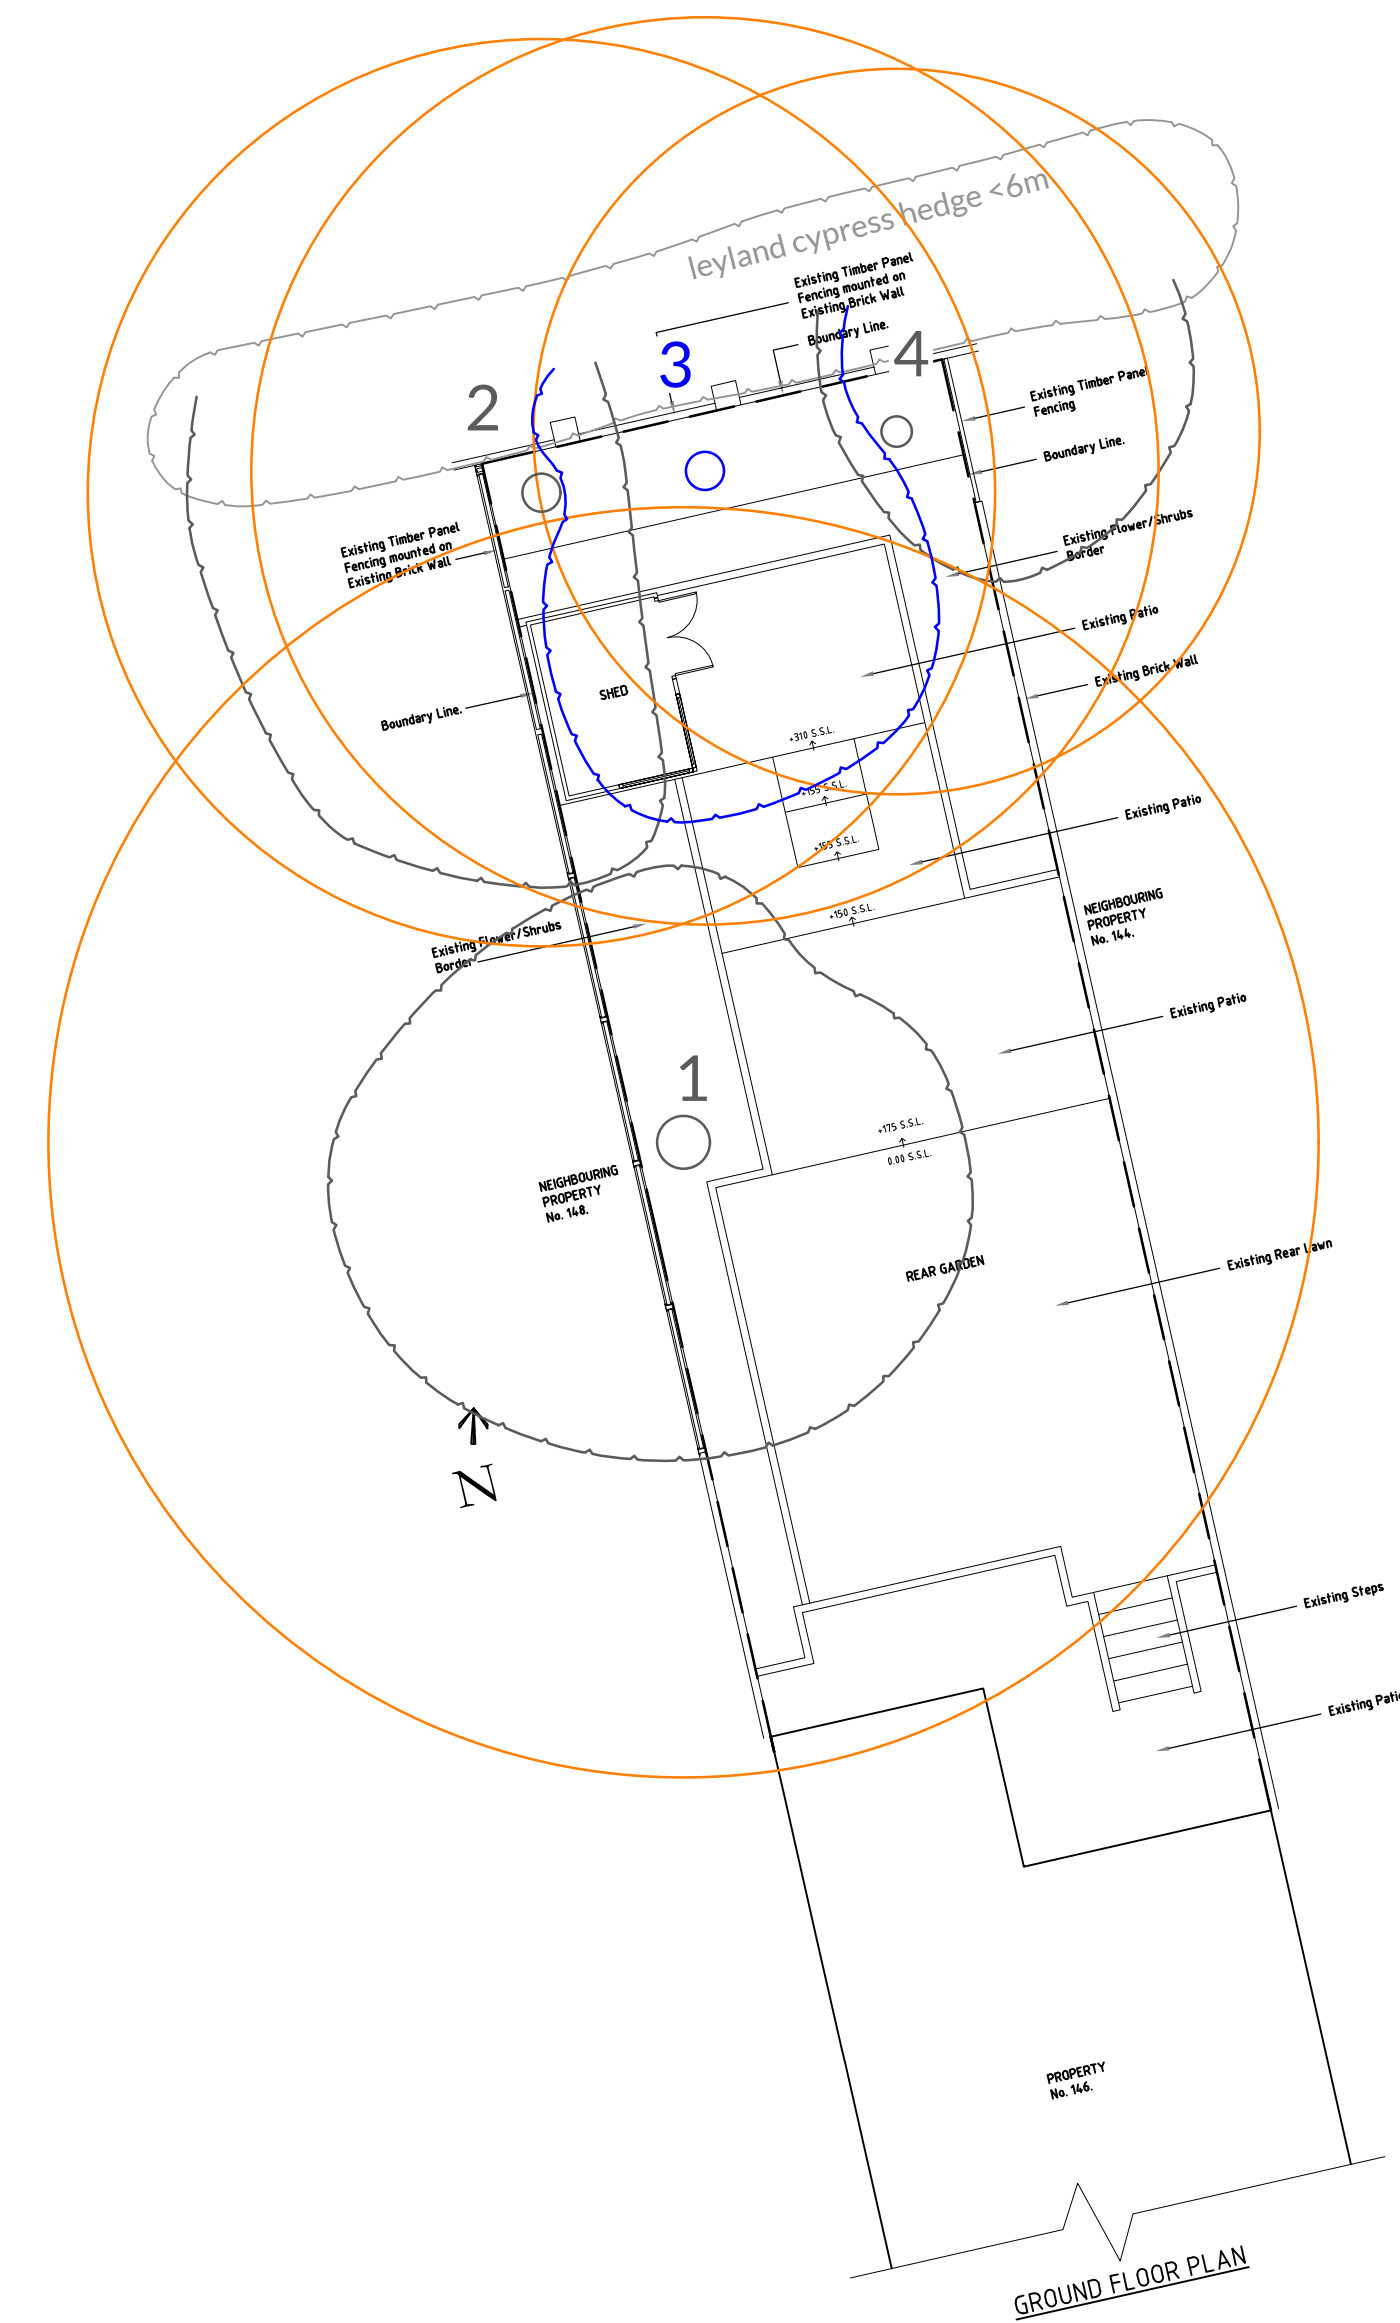 leyland cypress hedge <6m
Existing Timber Panel
Fencing mounted on
Existing Brick Wall
Boundary Line.
2
3
4
Existing Timber Panel
Fencing
Boundary Line.
Existing Timber Panel
Fencing mounted on
Existing Brick Wall
Existing Flower/Shrubs
Border
Existing Patio
Existing Brick Wall
SHED
Boundary Line.
+310 S.S.L.
+155 S.S.L.
+155 S.S.L.
Existing Patio
NEIGHBOURING
PROPERTY
No. 144.
+150 S.S.L.
Existing Flower/Shrubs
Border
Existing Patio
1
+175 S.S.L.
0.00 S.S.L.
NEIGHBOURING
PROPERTY
No. 148.
REAR GARDEN
Existing Rear Lawn
N
Existing Steps
Existing Patio
PROPERTY
No. 146.
GROUND FLOOR PLAN